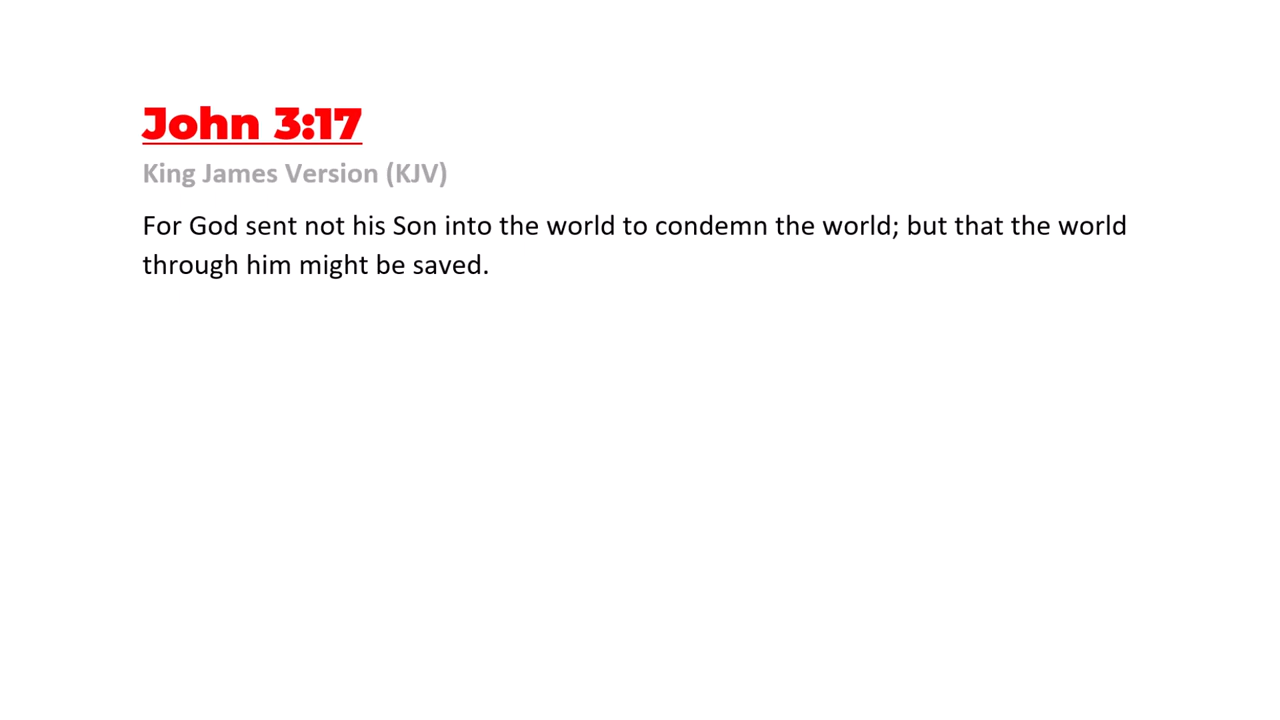 John 3:17
King James Version (KJV)
For God sent not his Son into the world to condemn the world; but that the world
through him might be saved.